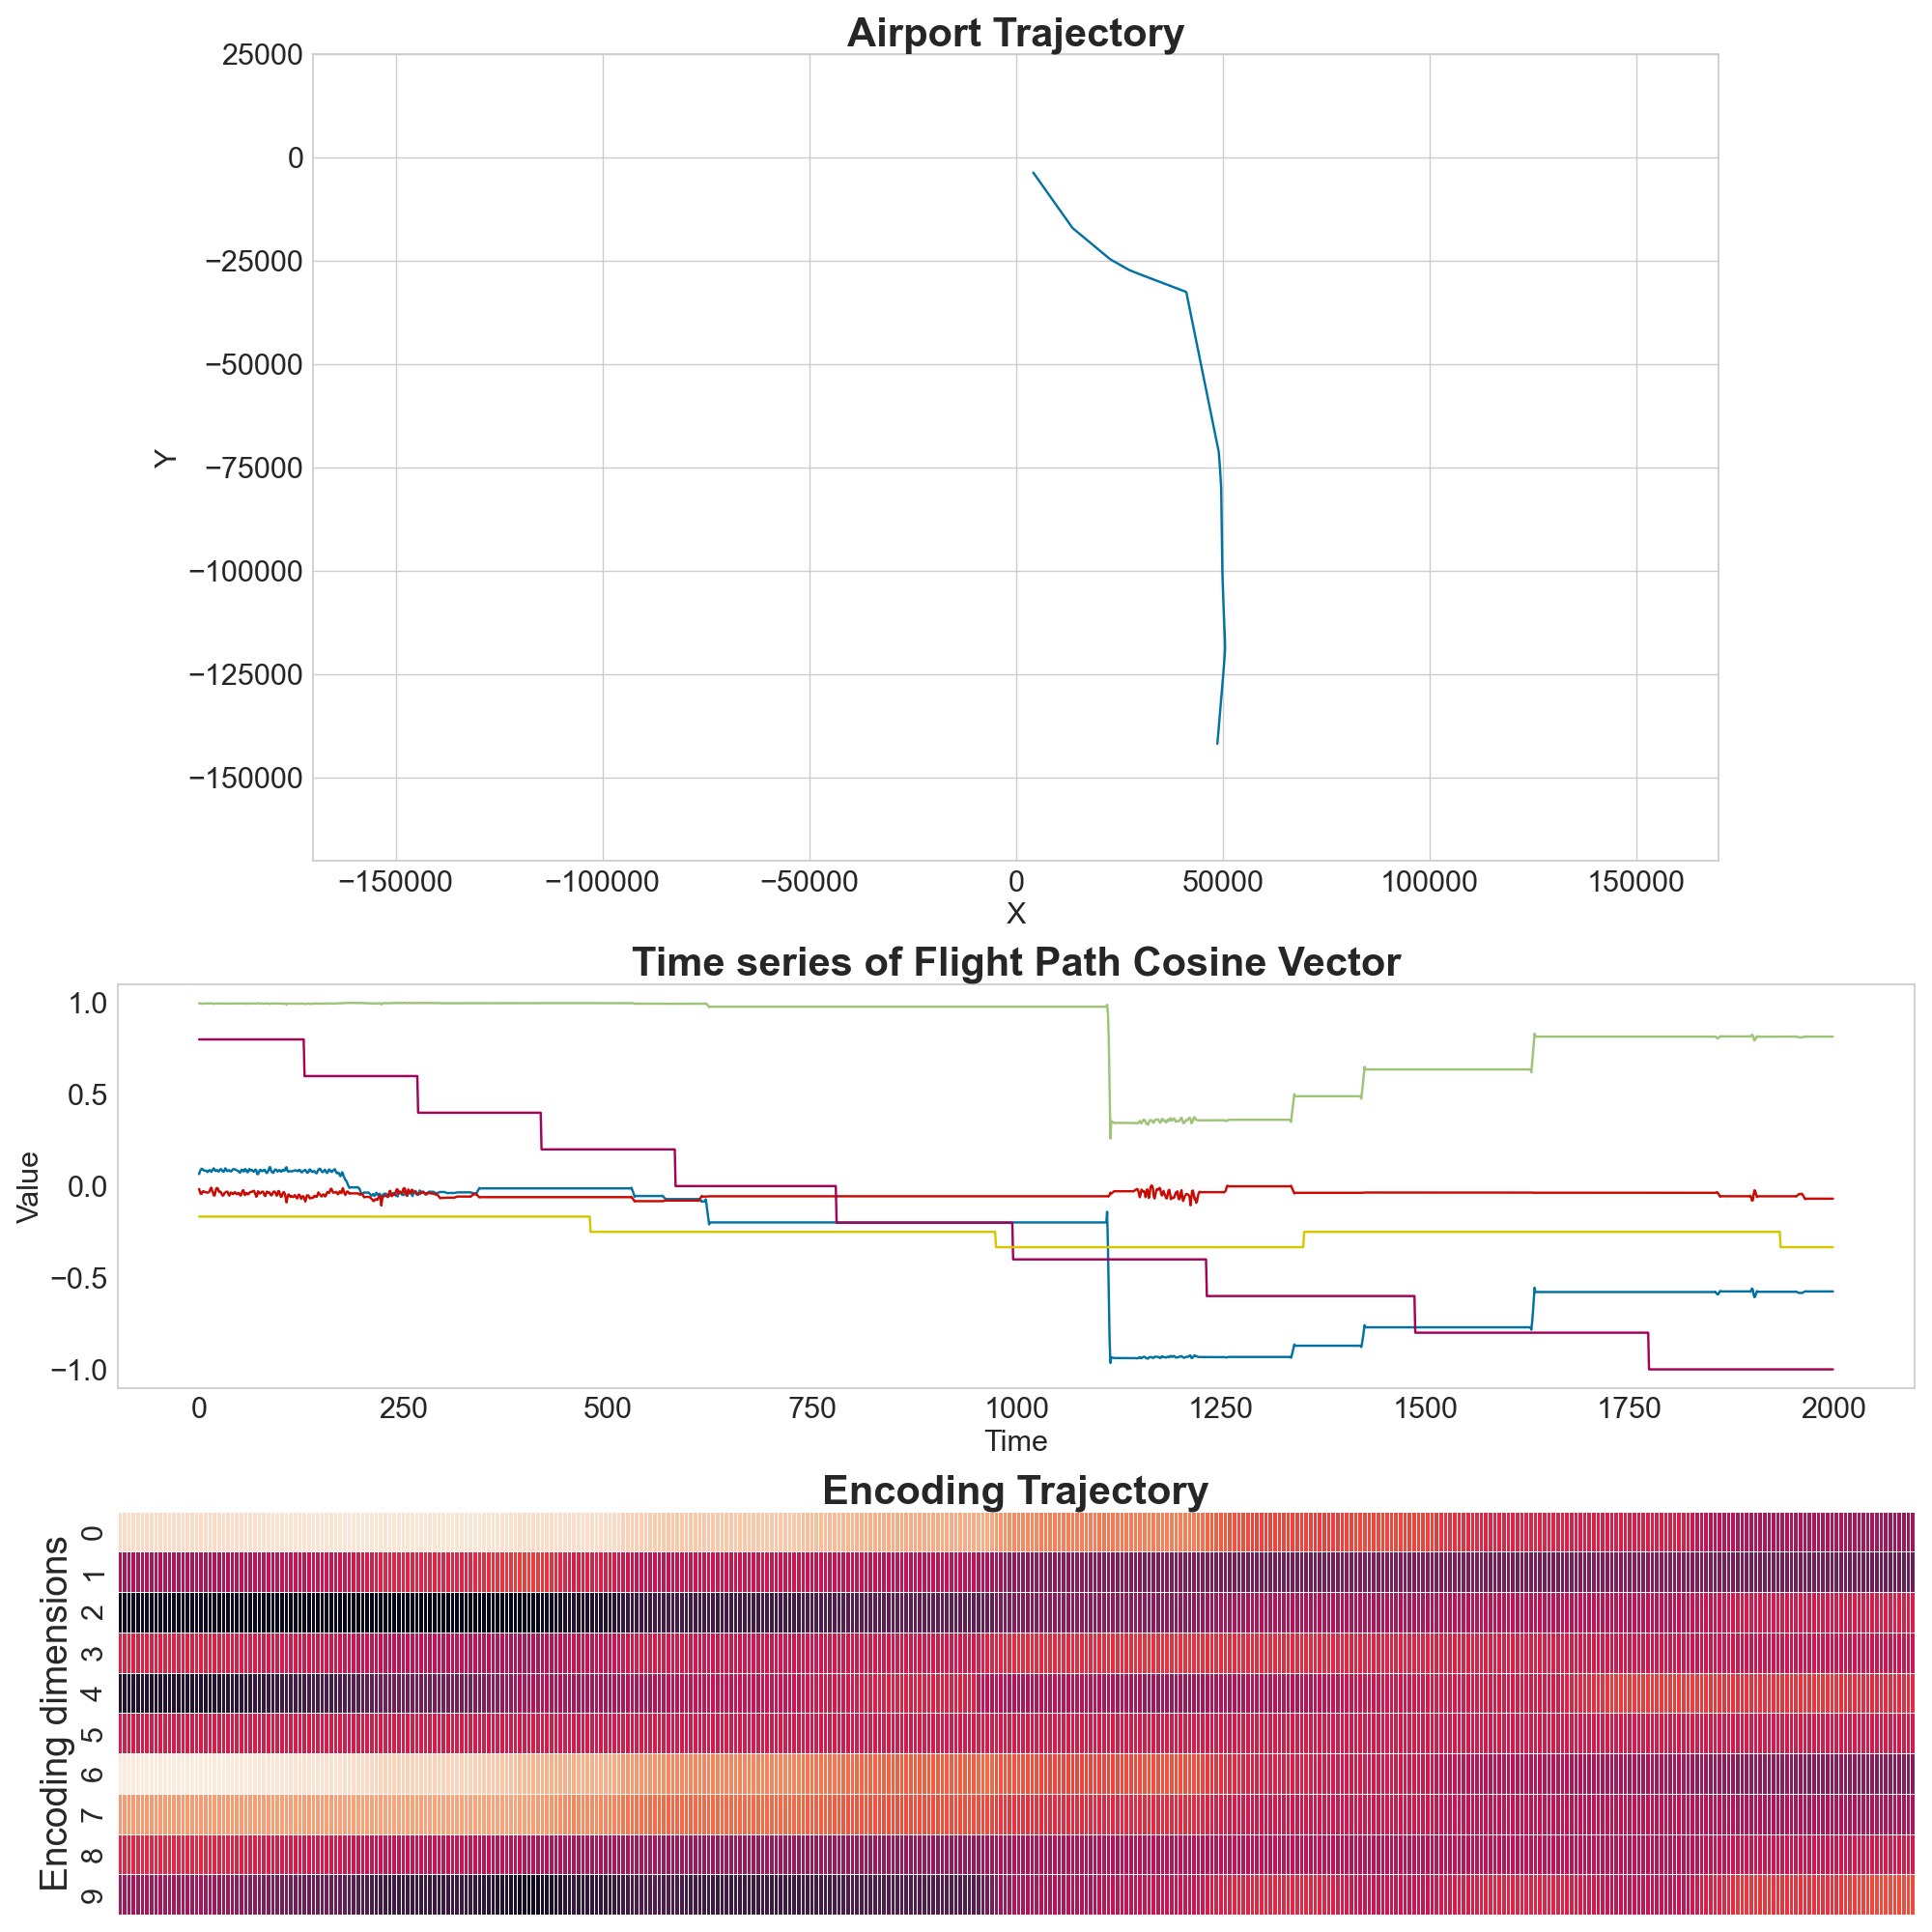 Airport Trajectory
25000
0
−25000
−50000
−75000
−100000
−125000
−150000
Y
−150000 −100000 −50000 0 50000 100000 150000
X
Time series of Flight Path Cosine Vector
1.0
0.5
0.0
−0.5
−1.0
Value
0 250 500 750 1000 1250 1500 1750 2000
Time
Encoding Trajectory
0
1
2
3
4
5
6
7
8
9
Encoding dimensions